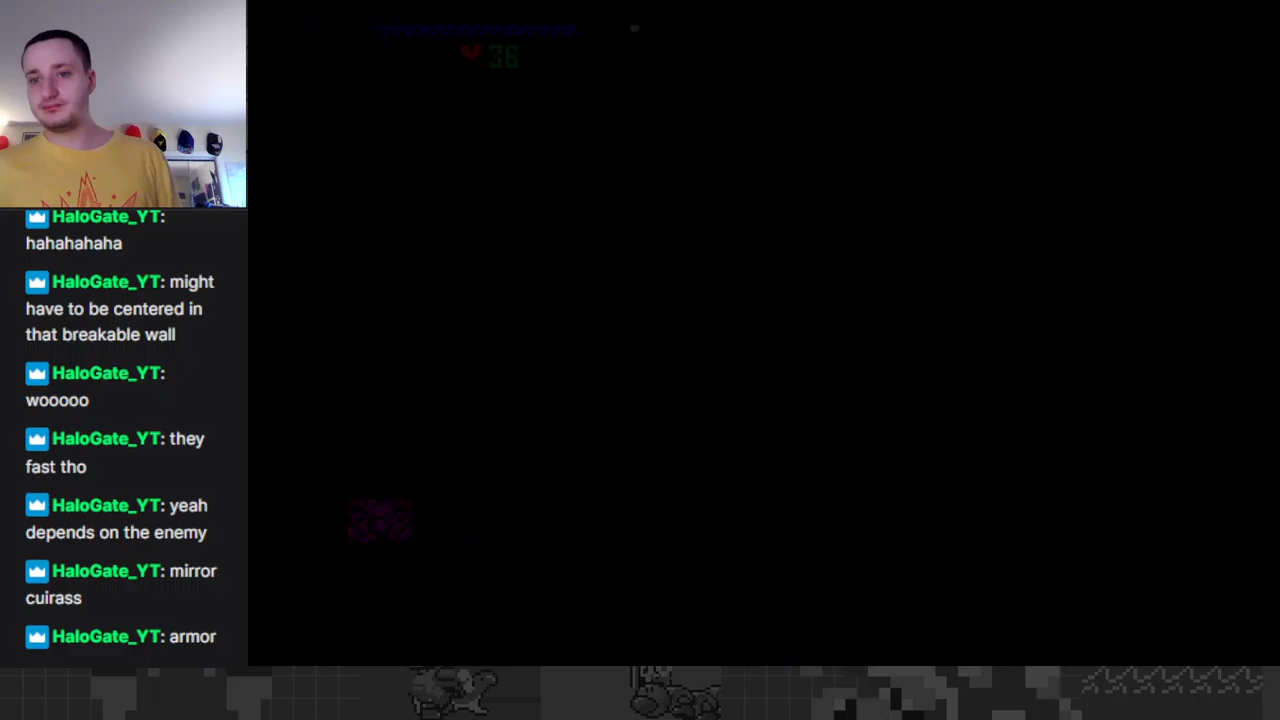 36
HaloGate_YT:
hahahahaha
HaloGate_YT: might
have to be centered in
that breakable wall
HaloGate_YT:
wooooo
HaloGate_YT: they
fast tho
HaloGate_YT: yeah
depends on the enemy
HaloGate_YT: mirror
cuirass
HaloGate_YT: armor